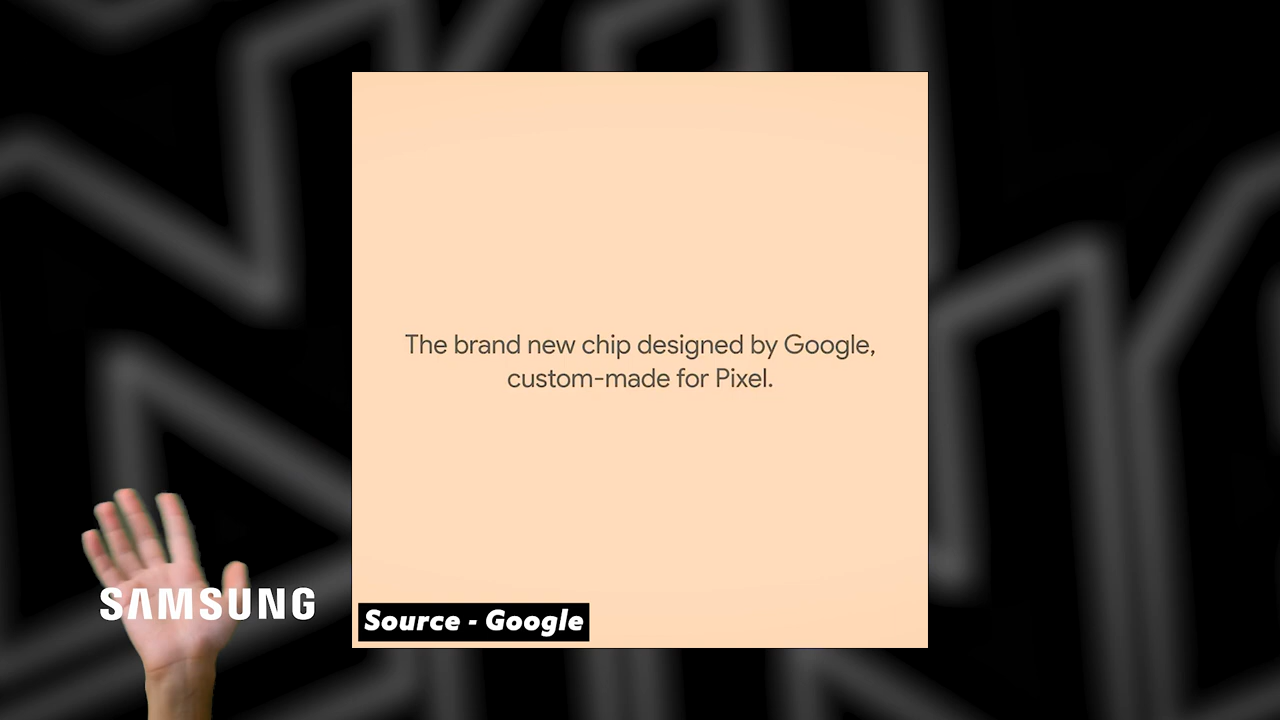 The brand new chip designed by Google,
custom-made for Pixel.
SAMSUNG
Source - Google